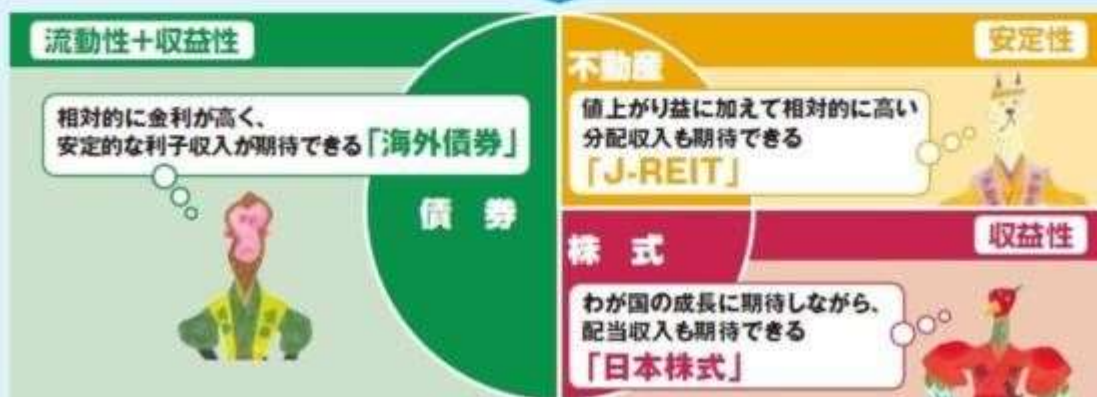 流動性+収益性
相対的に金利が高く、
安定的な利子収入が期待できる「海外債券」
債 券
不動産
安定性
値上がり益に加えて相対的に高い
分配収入も期待できる
「J-REIT」
株 式
収益性
わが国の成長に期待しながら、
配当収入も期待できる
「日本株式」